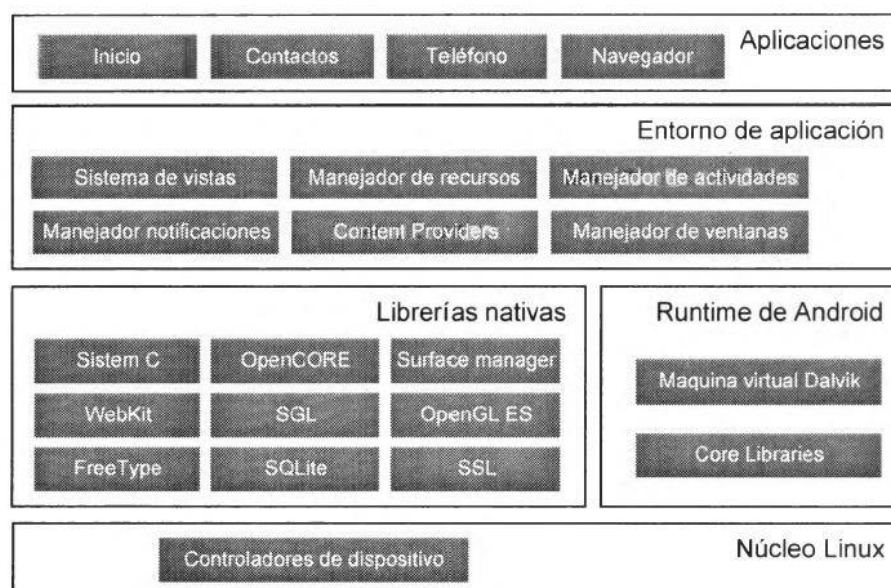 Aplicaciones
Inicio
Contactos
Teléfono
Navegador
Entorno de aplicación
Sistema de vistas
Manejador de recursos
Manejador de actividades
Manejador notificaciones
Content Providers
Manejador de ventanas
Librerías nativas
Sistem C
OpenCORE
Surface manager
WebKit
SGL
OpenGL ES
FreeType
SQLite
SSL
Runtime de Android
Maquina virtual Dalvik
Core Libraries
Núcleo Linux
Controladores de dispositivo